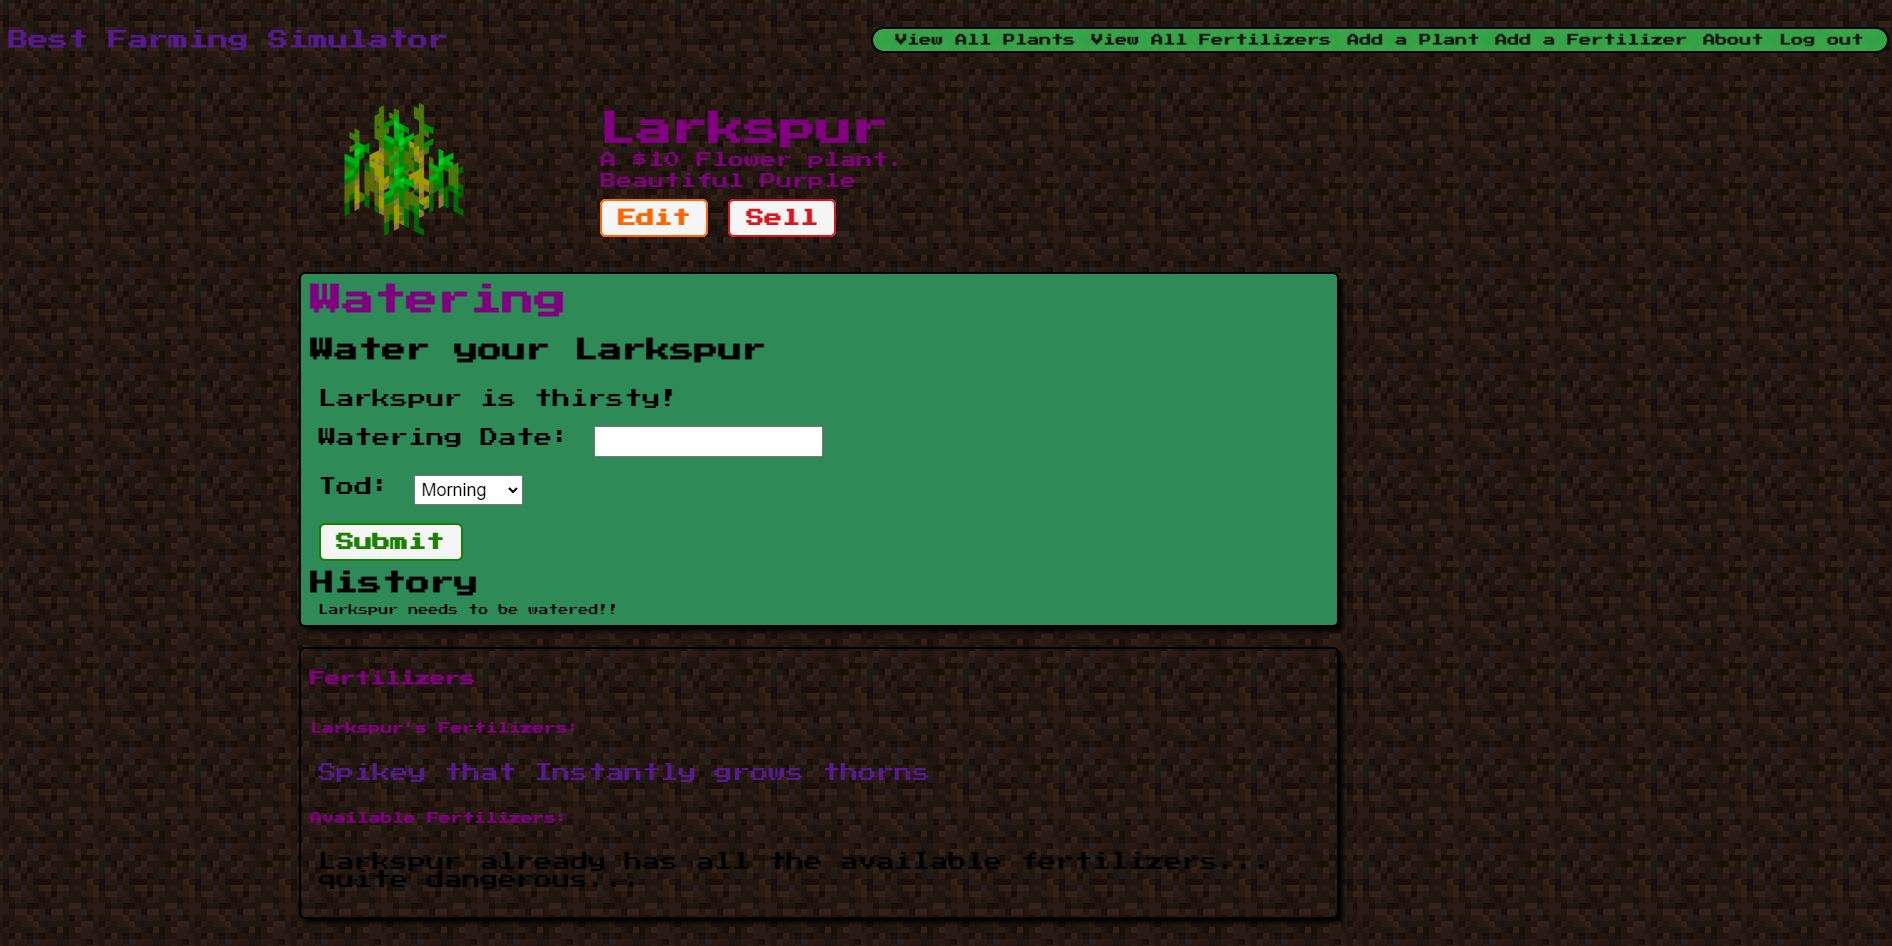 Best Farming Simulator
View All Plants View All Fertilizers Add a Plant Add a Fertilizer About Log out
Larkspur
A $10 Flower plant.
Beautiful Purple
Edit Sell
Watering
Water your Larkspur
Larkspur is thirsty!
Watering Date:
Tod: Morning
Submit
History
Larkspur needs to be watered!!
Fertilizers
Larkspur's Fertilizers:
Spikey that Instantly grows thorns
Available Fertilizers:
Larkspur already has all the available fertilizers...
quite dangerous...